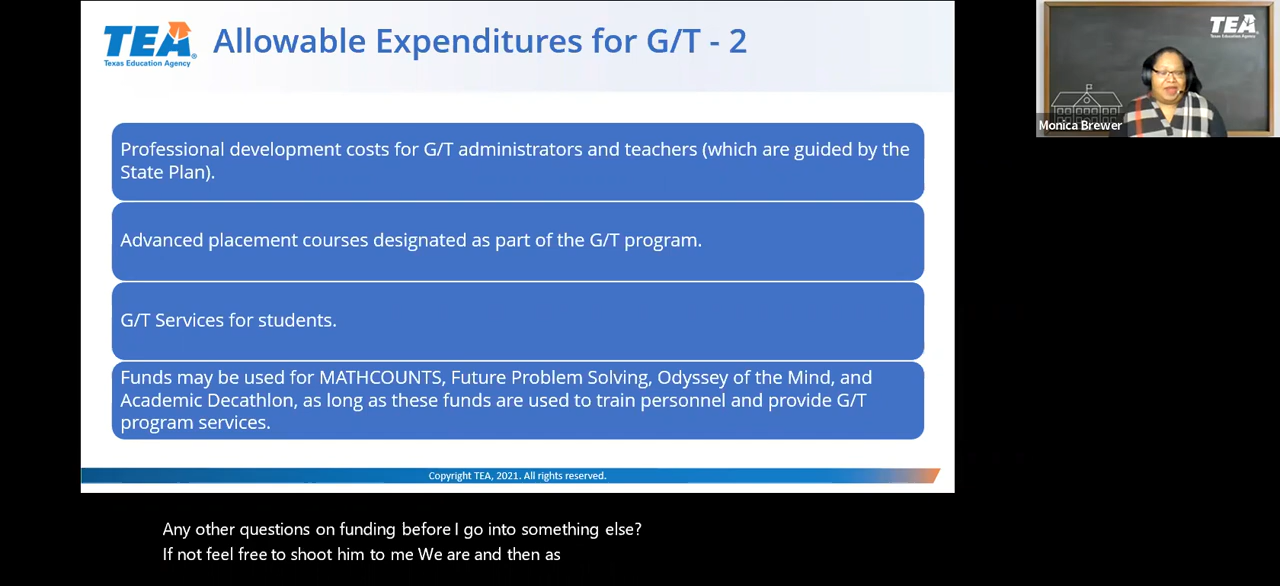 TEA
Texas Education Agency
Allowable Expenditures for G/T - 2
TEA
Monica Brewer
Professional development costs for G/T administrators and teachers (which are guided by the
State Plan).
Advanced placement courses designated as part of the G/T program.
G/T Services for students.
Funds may be used for MATHCOUNTS, Future Problem Solving, Odyssey of the Mind, and
Academic Decathlon, as long as these funds are used to train personnel and provide G/T
program services.
Copyright TEA, 2021. All rights reserved.
Any other questions on funding before I go into something else?
If not feel free to shoot him to me We are and then as